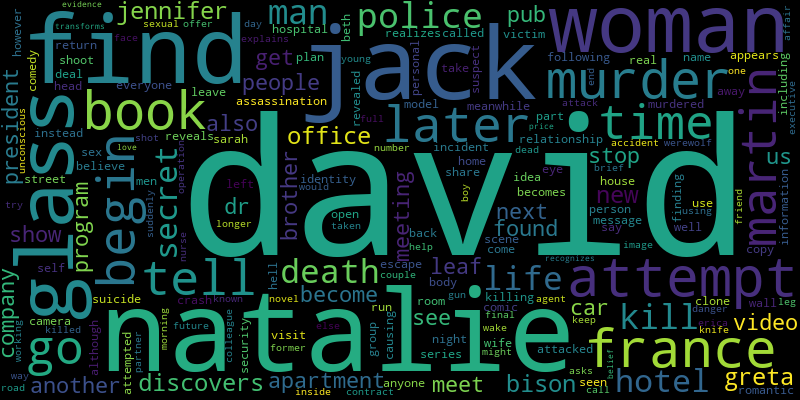 evidence
transforms
however
comedy
jennifer
man
sexual offer day
hospital
explains
face
police
realizes called
beth
pub
victim
woman
affair
find
jack
return
shoot
deal
head
everyone
get plan
people
revealed
young
personal
suspect
take
following
real name
appears
end
one
murder
including
executive
assassination
model
meanwhile
attack
murdered
away
president
unconscious
glass
book
leave
also
office
later
time
martin
instead
reveals
sarah
shot
full
number
incident
part
price
accident werewolf
dead
relationship
stop
us
street
begin
sex
believe
love
secret
operation
brother
identity
would
david
home
share
eye
brief
idea
house
new
information
men
suddenly
left
dr
longer
open
taken
meeting
boy
becomes
person
message
finding
use
using
friend
try
show
program
nurse
back
help
next
found
scene
come
say
well
image
copy
self
tell
hell
death
escape
couple
leaf
body
life
attempt
recognizes
company
suicide
crash known
become
room
gun
killing
agent
car
kill
clone
wall
leg
danger
erica
camera
killed
although
natalie
novel
else
run
see
comic
final
keep
knife
video
working
go
attempted
partner
morning
future
colleague
security
visit
former
group
causing
night
series
wife
might
wake
attacked
france
belief
way
road
another
discovers
apartment
inside
contract
anyone
meet
bison
asks
seen
call
hotel
greta
romantic